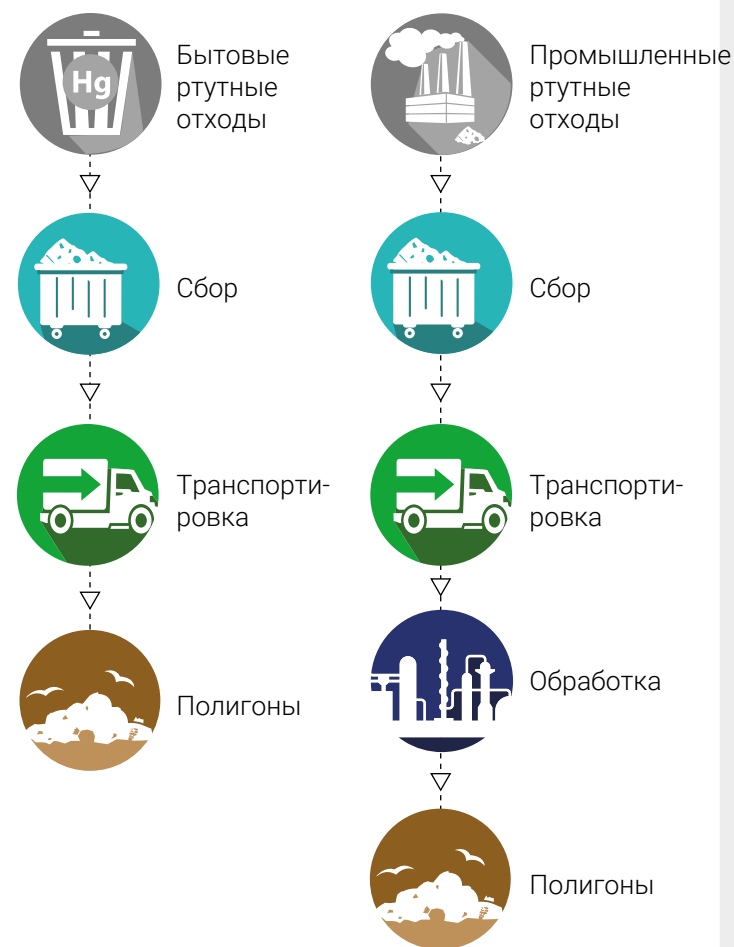 Hg
Бытовые
ртутные
отходы
Сбор
Транспорти-
ровка
Полигоны
Промышленные
ртутные
отходы
Сбор
Транспорти-
ровка
Обработка
Полигоны